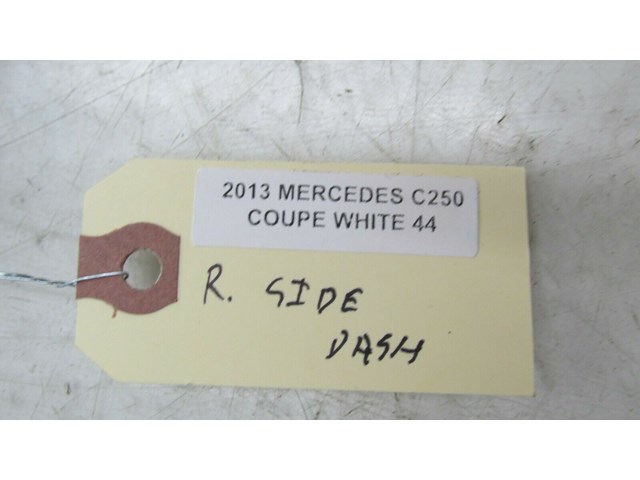 2013 MERCEDES C250
COUPE WHITE 44
R. SIDE
DASH